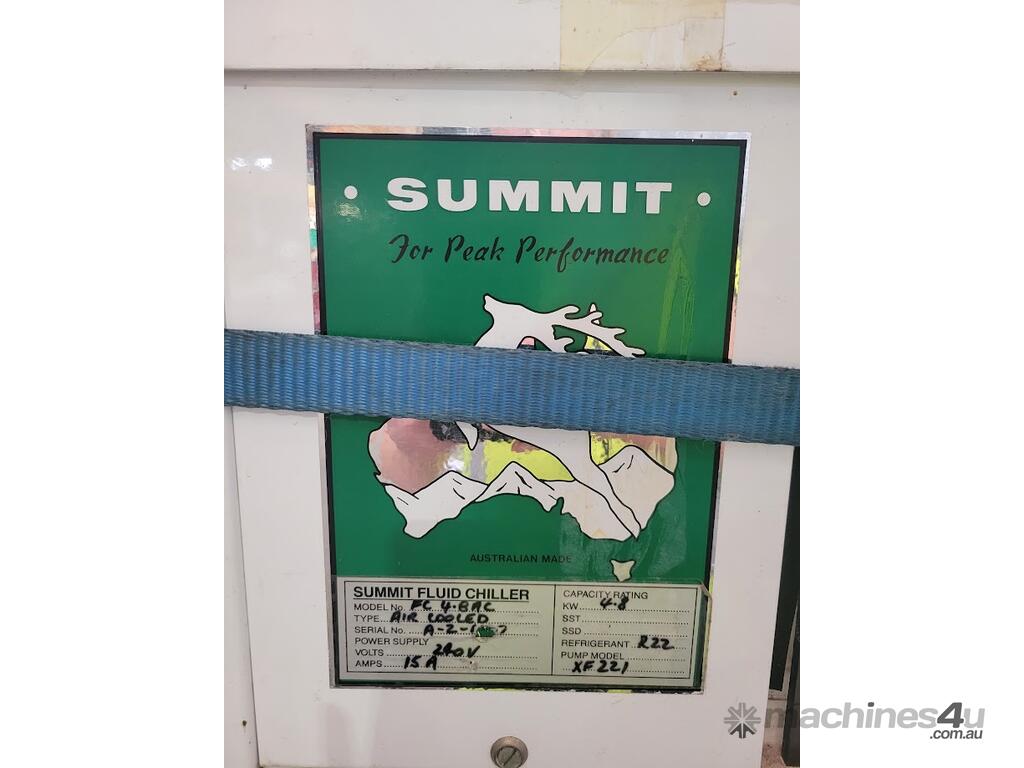 SUMMIT
For Peak Performance
AUSTRALIAN MADE
SUMMIT FLUID CHILLER
MODEL No. FC 4.8AC
TYPE AIR COOLED
SERIAL No.
POWER SUPPLY
VOLTS 240V
AMPS 15A
CAPACITY RATING
KW 4.8
SST
SSD
REFRIGERANT R22
PUMP MODEL
XF221
machines4u
.com.au